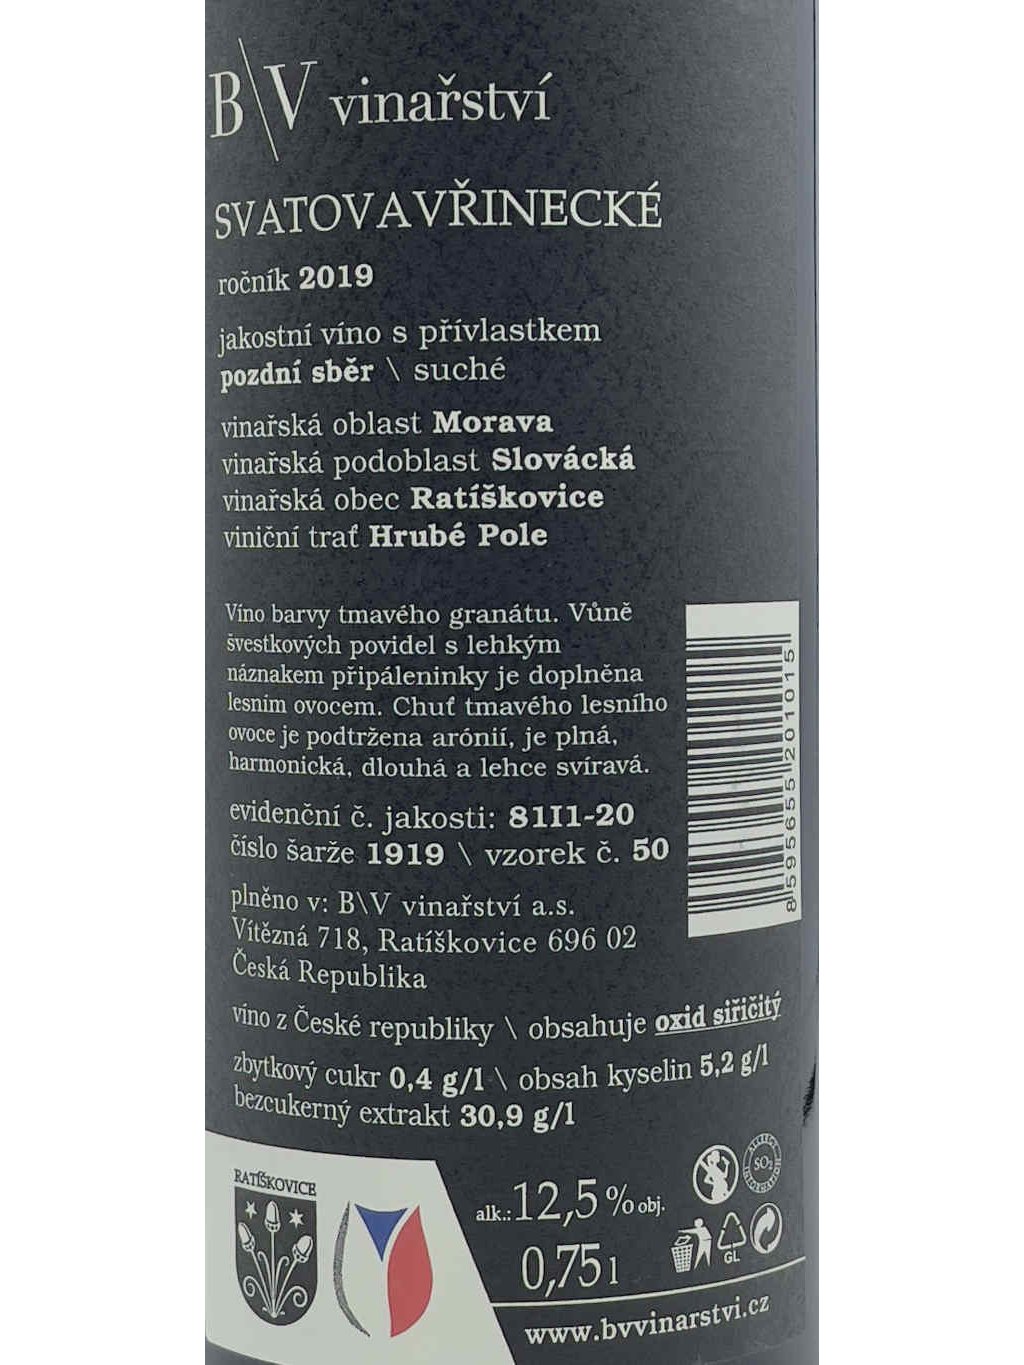 B\V vinařství
SVATOVAVŘINECKÉ
ročník 2019
jakostní víno s přívlastkem
pozdní sběr \ suché
vinařská oblast Morava
vinařská podoblast Slovácká
vinařská obec Ratíškovice
viniční trať Hrubé Pole
Víno barvy tmavého granátu. Vůně
švestkových povidel s lehkým
náznakem připáleninky je doplněna
lesním ovocem. Chuť tmavého lesního
ovoce je podtržena arónií, je plná,
harmonická, dlouhá a lehce svíravá.
8595655201015
evidenční č. jakosti: 81I1-20
číslo šarže 1919 \ vzorek č. 50
plněno v: B\V vinařství a.s.
Vítězná 718, Ratíškovice 696 02
Česká Republika
víno z České republiky \ obsahuje oxid siřičitý
zbytkový cukr 0,4 g/l \ obsah kyselin 5,2 g/l
bezcukerný extrakt 30,9 g/l
RATÍŠKOVICE
alk.: 12,5 % obj.
0,75 l
ALLERGY
SO₂
INFORMATION
GL
www.bvvinarstvi.cz